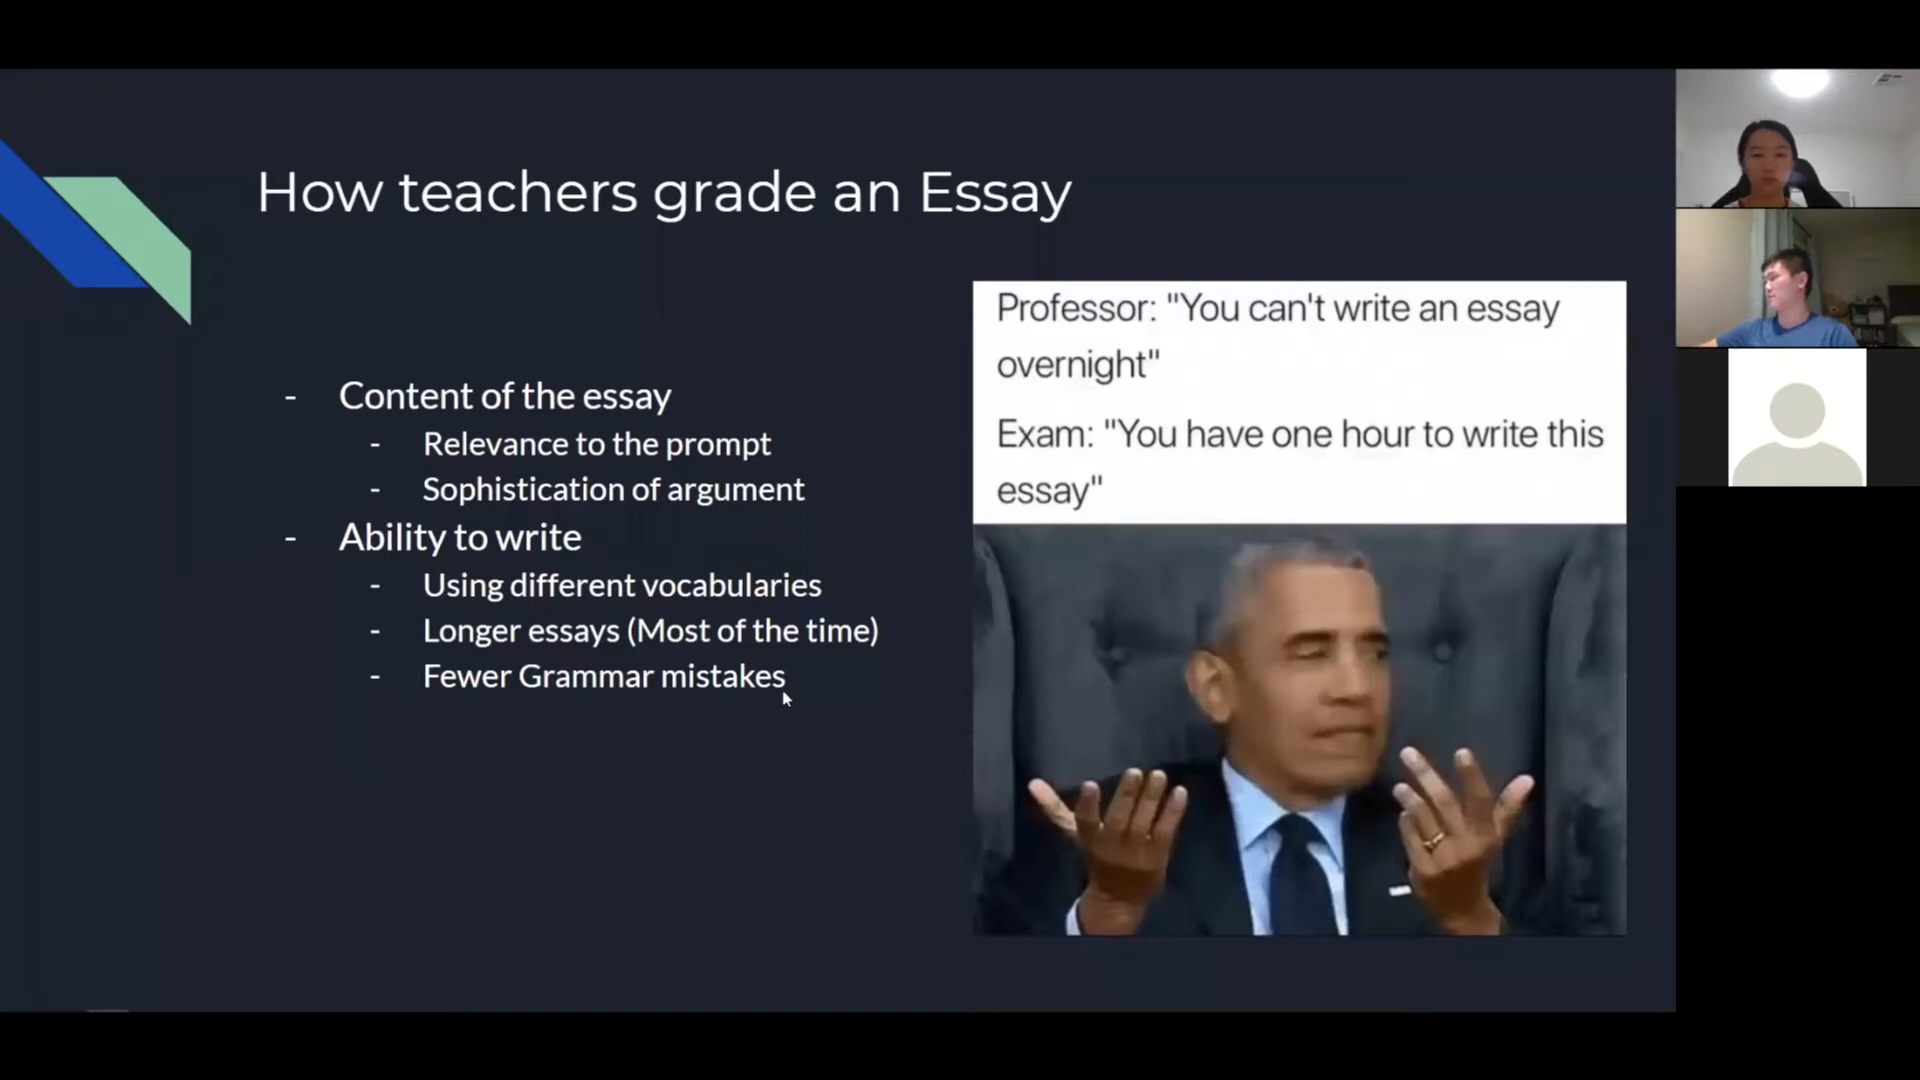 How teachers grade an Essay
- Content of the essay
- Relevance to the prompt
- Sophistication of argument
- Ability to write
- Using different vocabularies
- Longer essays (Most of the time)
- Fewer Grammar mistakes
Professor: "You can't write an essay
overnight"
Exam: "You have one hour to write this
essay"